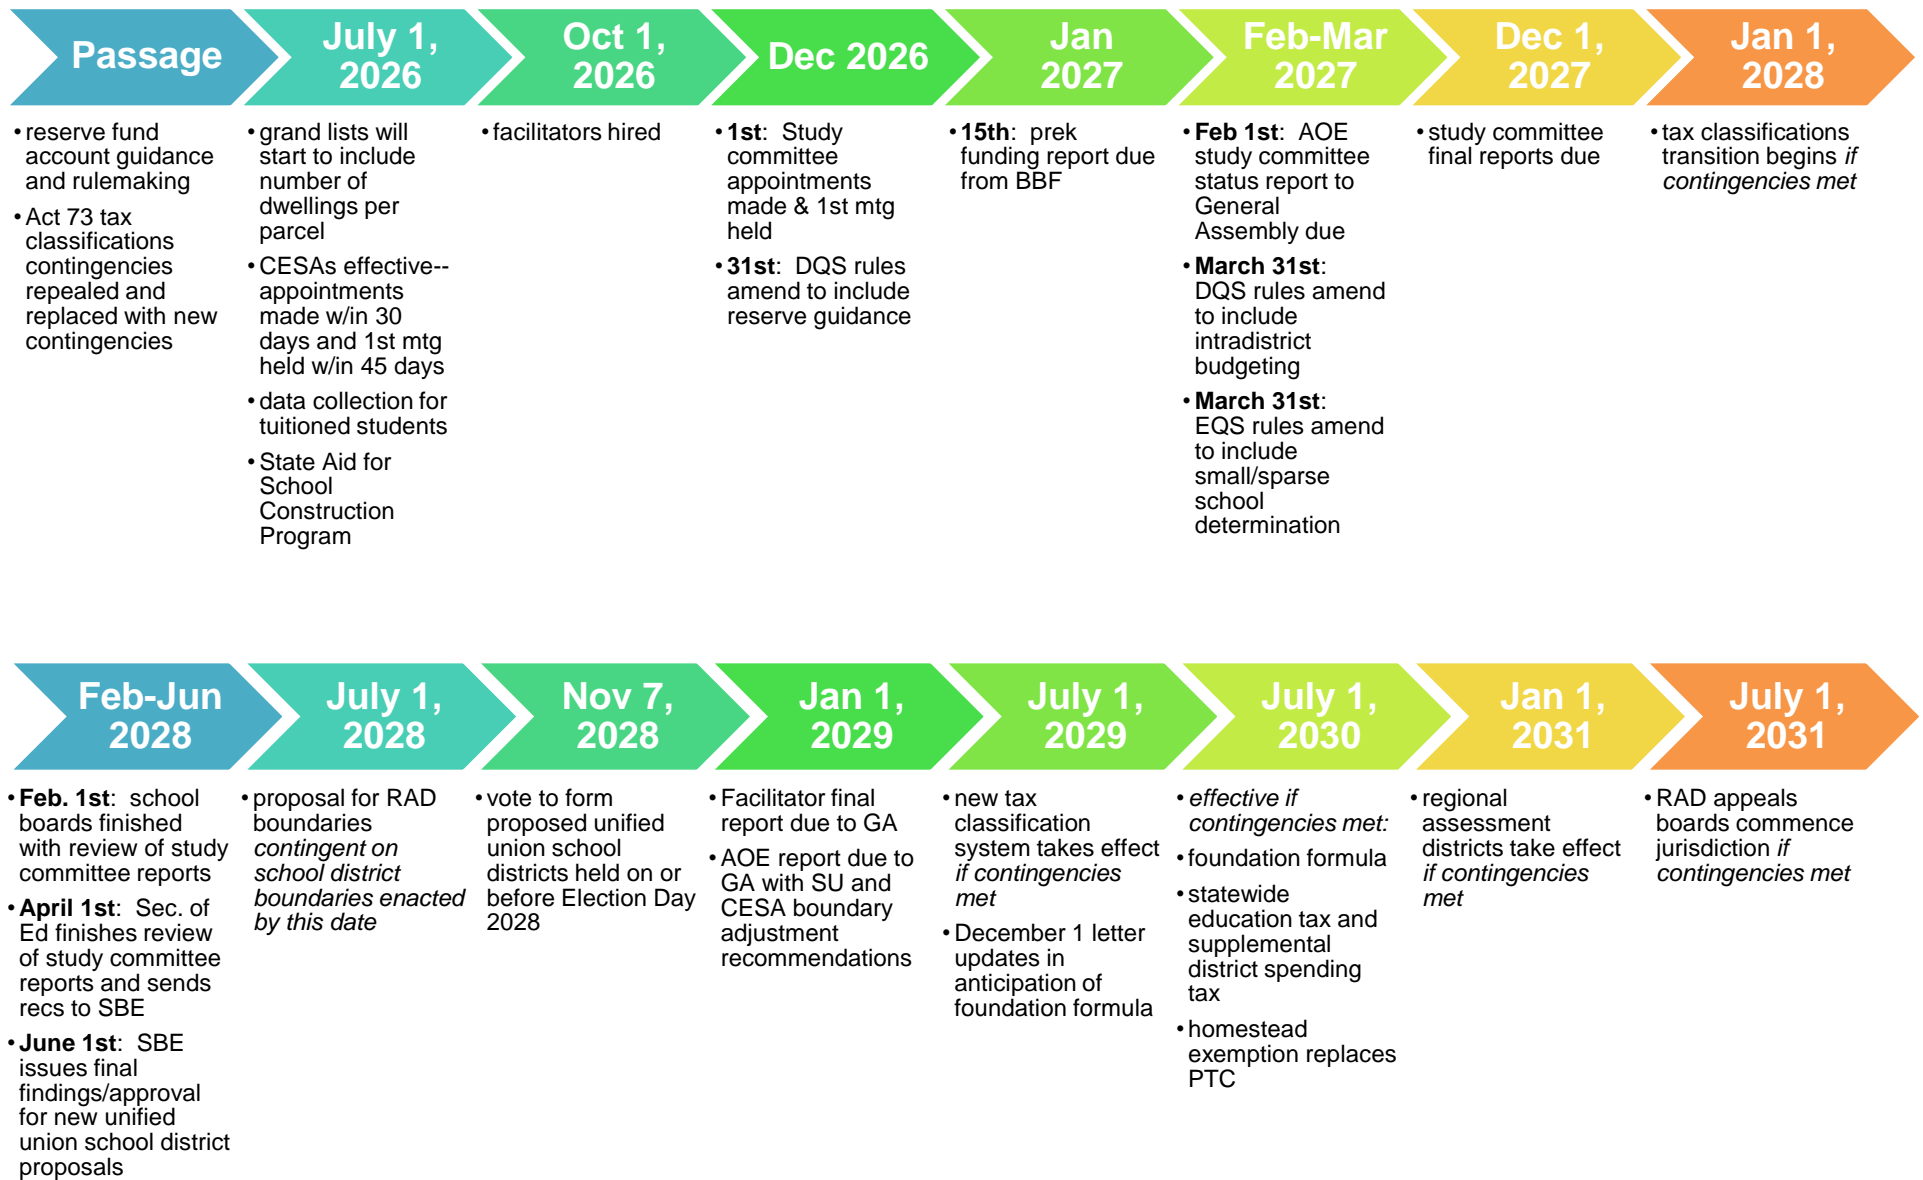 Passage
• reserve fund
account guidance
and rulemaking
• Act 73 tax
classifications
contingencies
repealed and
replaced with new
contingencies
July 1,
2026
• grand lists will
start to include
number of
dwellings per
parcel
• CESAs effective--
appointments
made w/in 30
days and 1st mtg
held w/in 45 days
• data collection for
tuitioned students
• State Aid for
School
Construction
Program
Oct 1,
2026
• facilitators hired
Dec 2026
• 1st: Study
committee
appointments
made & 1st mtg
held
• 31st: DQS rules
amend to include
reserve guidance
Jan
2027
• 15th: prek
funding report due
from BBF
Feb-Mar
2027
• Feb 1st: AOE
study committee
status report to
General
Assembly due
• March 31st:
DQS rules amend
to include
intradistrict
budgeting
• March 31st:
EQS rules amend
to include
small/sparse
school
determination
Dec 1,
2027
• study committee
final reports due
Jan 1,
2028
• tax classifications
transition begins if
contingencies met
Feb-Jun
2028
• Feb. 1st: school
boards finished
with review of study
committee reports
• April 1st: Sec. of
Ed finishes review
of study committee
reports and sends
recs to SBE
• June 1st: SBE
issues final
findings/approval
for new unified
union school district
proposals
July 1,
2028
• proposal for RAD
boundaries
contingent on
school district
boundaries enacted
by this date
Nov 7,
2028
• vote to form
proposed unified
union school
districts held on or
before Election Day
2028
Jan 1,
2029
• Facilitator final
report due to GA
• AOE report due to
GA with SU and
CESA boundary
adjustment
recommendations
July 1,
2029
• new tax
classification
system takes effect
if contingencies
met
• December 1 letter
updates in
anticipation of
foundation formula
July 1,
2030
• effective if
contingencies met:
• foundation formula
• statewide
education tax and
supplemental
district spending
tax
• homestead
exemption replaces
PTC
Jan 1,
2031
• regional
assessment
districts take effect
if contingencies
met
July 1,
2031
• RAD appeals
boards commence
jurisdiction if
contingencies met